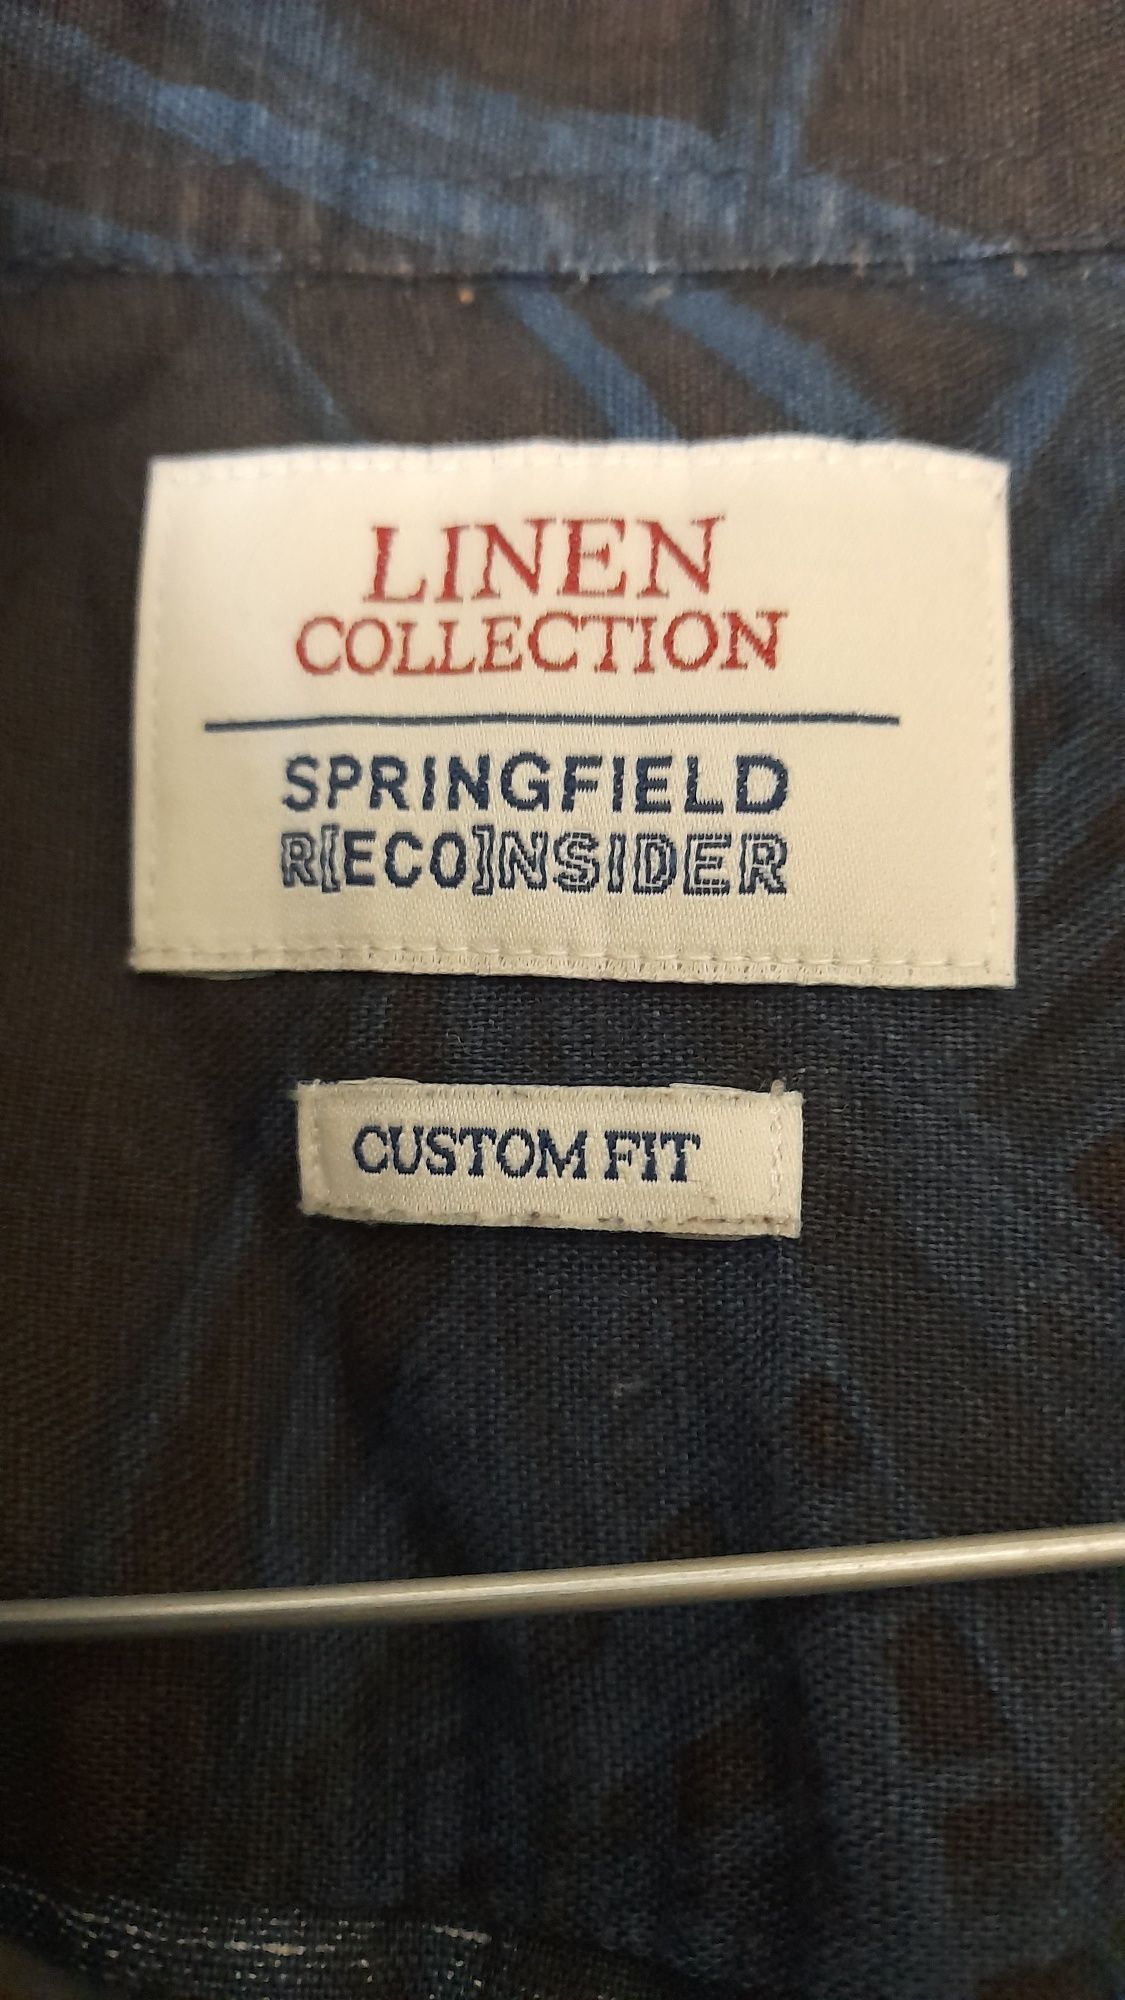 LINEN
COLLECTION
SPRINGFIELD
R[ECO]NSIDER
CUSTOM FIT